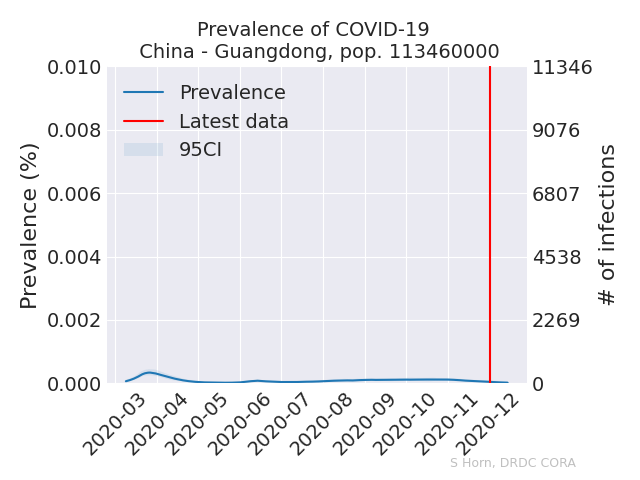 Prevalence of COVID-19
China - Guangdong, pop. 113460000
Prevalence (%)
0.010
0.008
0.006
0.004
0.002
0.000
Prevalence
Latest data
95CI
11346
9076
6807
4538
2269
0
# of infections
2020-03
2020-04
2020-05
2020-06
2020-07
2020-08
2020-09
2020-10
2020-11
2020-12
S Horn, DRDC CORA